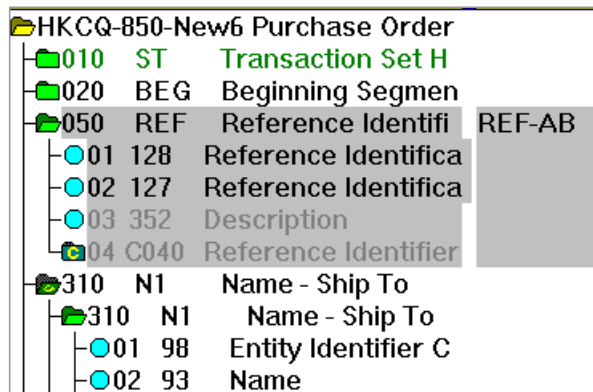 HKCQ-850-New6 Purchase Order
010 ST Transaction Set H
020 BEG Beginning Segmen
050 REF Reference Identifi REF-AB
01 128 Reference Identifica
02 127 Reference Identifica
03 352 Description
C 04 C040 Reference Identifier
310 N1 Name - Ship To
310 N1 Name - Ship To
01 98 Entity Identifier C
02 93 Name